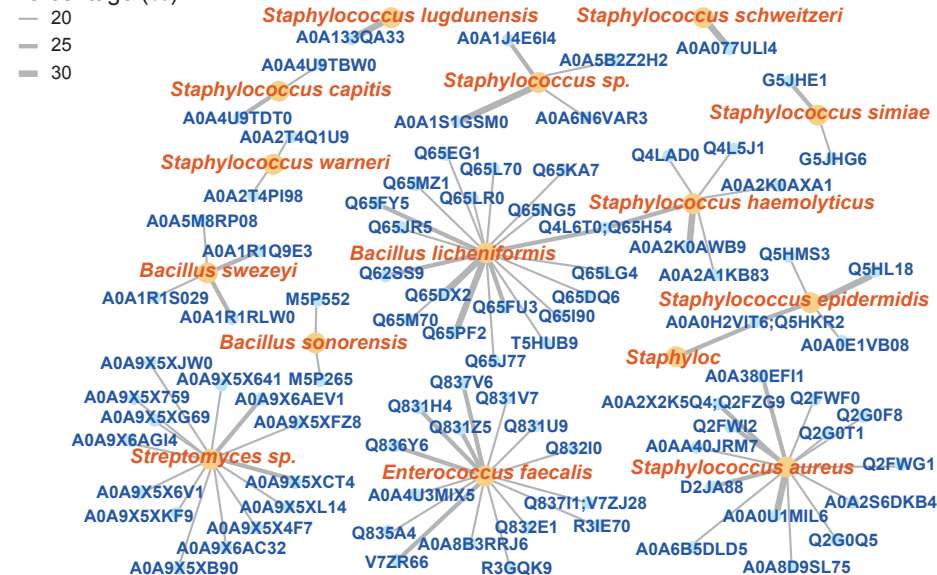 20
25
30
Staphylococcus lugdunensis
Staphylococcus schweitzeri
A0A133QA33
A0A1J4E6I4
A0A077ULI4
A0A4U9TBW0
A0A5B2Z2H2
Staphylococcus capitis
Staphylococcus sp.
G5JHE1
A0A4U9TDT0
A0A1S1GSM0
A0A6N6VAR3
Staphylococcus simiae
A0A2T4Q1U9
Q65EG1
Q4LAD0
Q4L5J1
G5JHG6
Staphylococcus warneri
Q65L70
Q65KA7
Q65MZ1
A0A2K0AXA1
A0A2T4PI98
Q65FY5
Q65LR0
Q65NG5
Staphylococcus haemolyticus
A0A5M8RP08
Q65JR5
Q4L6T0;Q65H54
A0A1R1Q9E3
Bacillus licheniformis
A0A2K0AWB9
Q5HMS3
Bacillus swezeyi
Q62SS9
Q65LG4
A0A2A1KB83
Q5HL18
A0A1R1S029
M5P552
Q65DX2
Q65FU3
Q65DQ6
Staphylococcus epidermidis
A0A1R1RLW0
Q65M70
Q65I90
A0A0H2VIT6;Q5HKR2
Bacillus sonorensis
Q65PF2
T5HUB9
A0A0E1VB08
Q65J77
Staphyloc
A0A9X5XJW0
A0A9X5X641
M5P265
Q837V6
A0A380EFI1
A0A9X5X759
A0A9X6AEV1
Q831H4
Q831V7
A0A2X2K5Q4;Q2FZG9
Q2FWF0
A0A9X5XG69
A0A9X5XFZ8
Q831Z5
Q831U9
Q2FWI2
Q2G0F8
A0A9X6AGI4
Q836Y6
Q832I0
A0AA40JRM7
Q2G0T1
Streptomyces sp.
Enterococcus faecalis
Staphylococcus aureus
Q2FWG1
A0A9X5X6V1
A0A9X5XCT4
A0A4U3MIX5
Q837I1;V7ZJ28
D2JA88
A0A2S6DKB4
A0A9X5XKF9
A0A9X5XL14
A0A0U1MIL6
A0A9X5X4F7
Q835A4
Q832E1
R3IE70
A0A9X6AC32
A0A8B3RRJ6
A0A6B5DLD5
Q2G0Q5
A0A9X5XB90
V7ZR66
R3GQK9
A0A8D9SL75